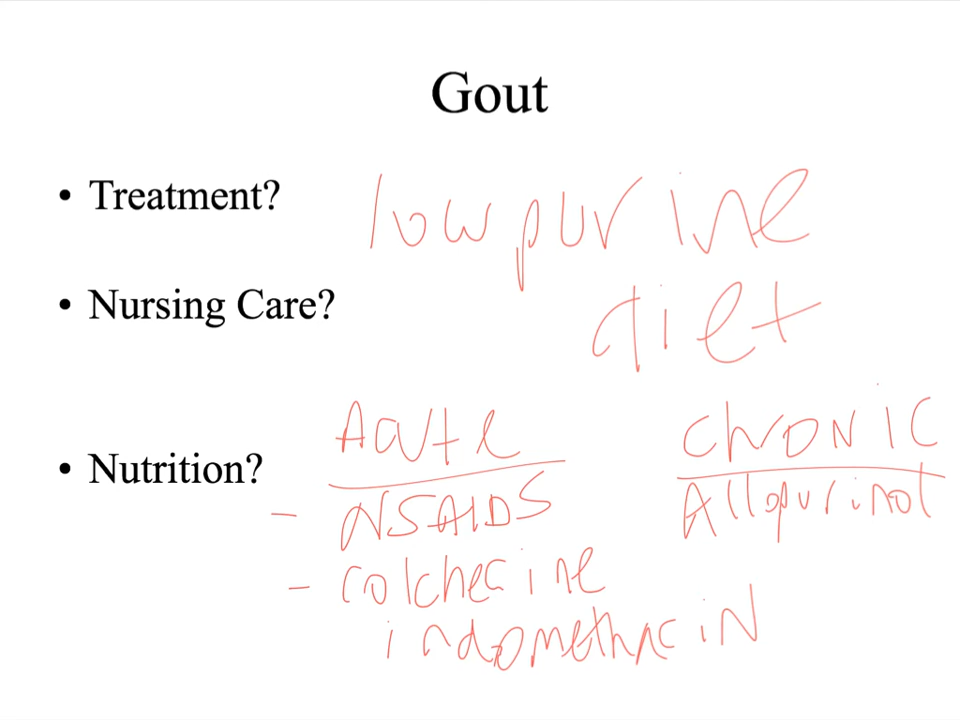 Gout
• Treatment?
low purine
diet
• Nursing Care?
• Nutrition?
Acute
- NSAIDS
- Colchecine
indomethacin
Chronic
Allopurinol